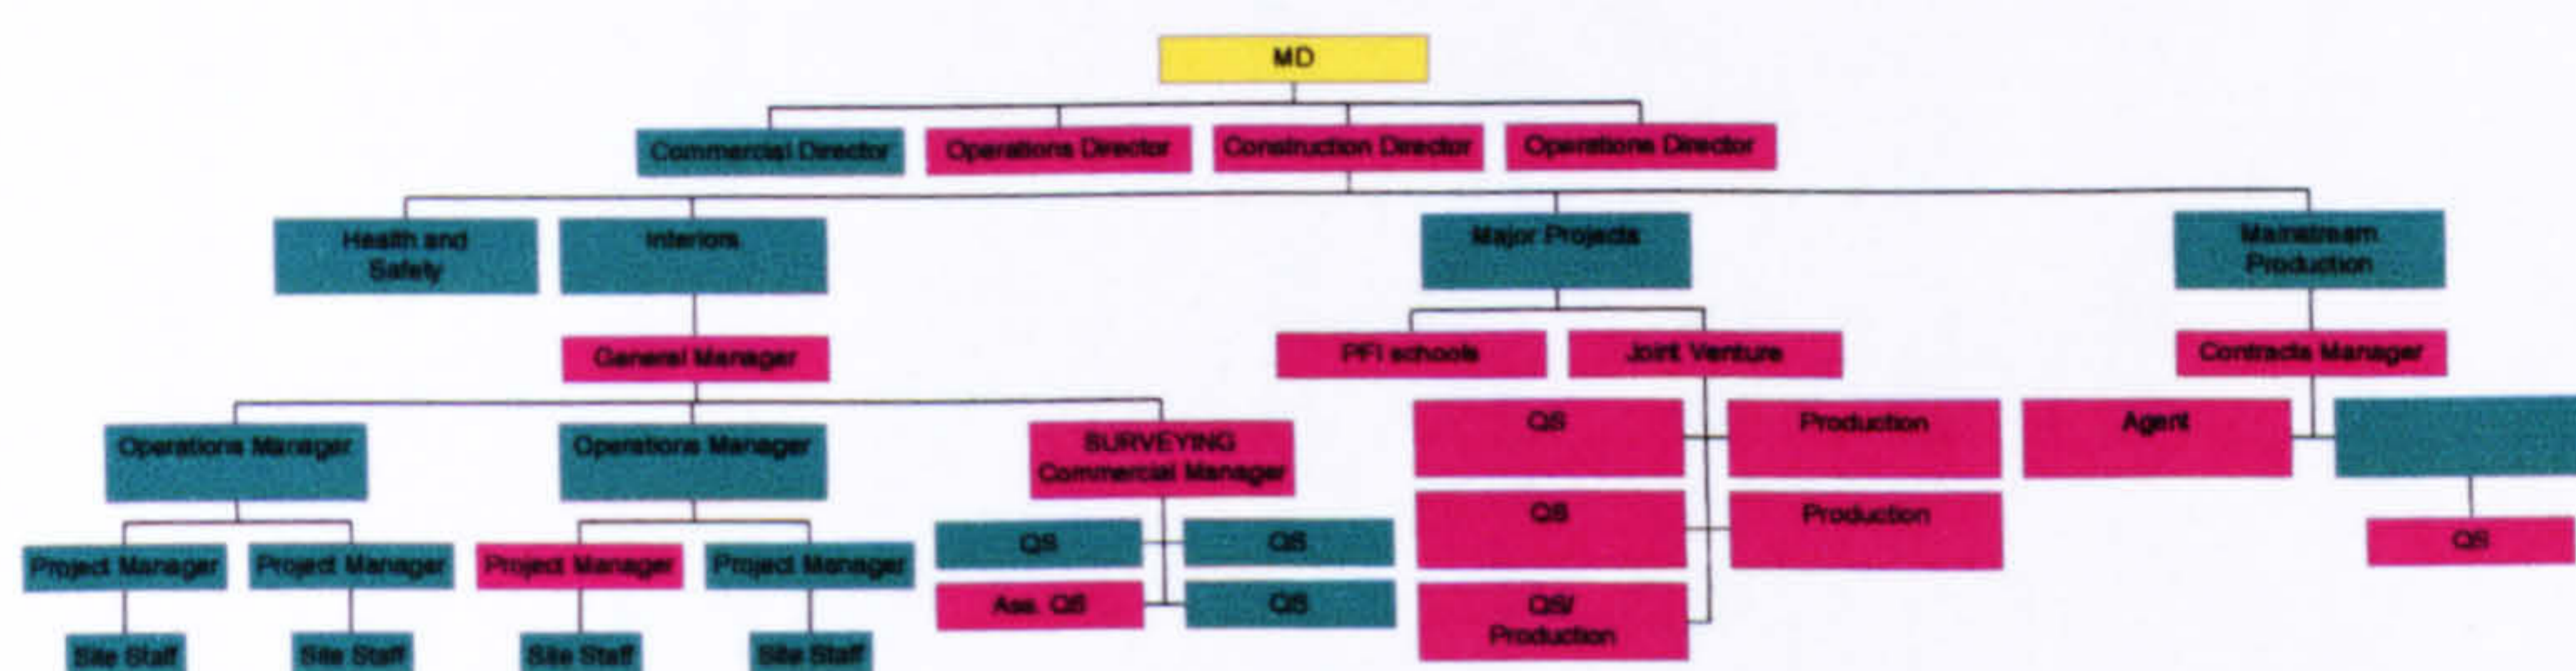 MD
Commercial Director
Operations Director
Construction Director
Operations Director
Health and
Safety
Interiors
Major Projects
Mainstream
Production
General Manager
PFI schools
Joint Venture
Contracts Manager
Operations Manager
Operations Manager
SURVEYING
Commercial Manager
QS
Production
Agent
QS
Production
Project Manager
Project Manager
Project Manager
Project Manager
QS
QS
QS
Ass. QS
QS
QS/
Production
Site Staff
Site Staff
Site Staff
Site Staff